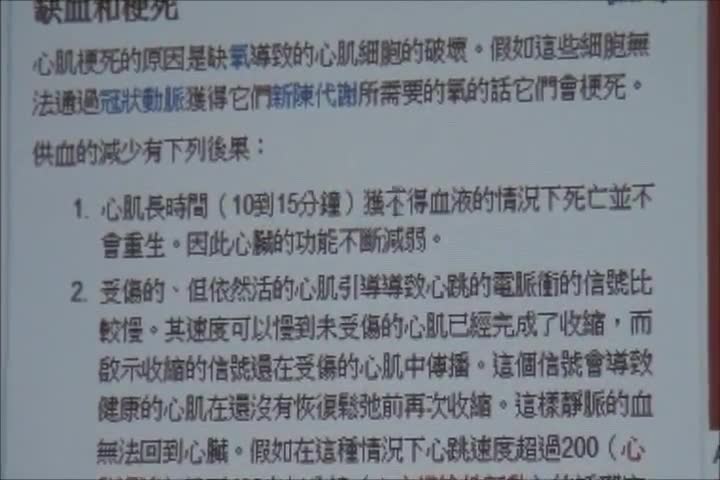 缺血和梗死
心肌梗死的原因是缺氧導致的心肌細胞的破壞。假如這些細胞無
法通過冠狀動脈獲得它們新陳代謝所需要的氧的話它們會梗死。
供血的減少有下列後果：
1. 心肌長時間（10到15分鐘）獲不得血液的情況下死亡並不
會重生。因此心臟的功能不斷減弱。
2. 受傷的、但依然活的心肌引導導致心跳的電脈衝的信號比
較慢。其速度可以慢到未受傷的心肌已經完成了收縮，而
啟示收縮的信號還在受傷的心肌中傳播。這個信號會導致
健康的心肌在還沒有恢復鬆弛前再次收縮。這樣靜脈的血
無法回到心臟。假如在這種情況下心跳速度超過200（心